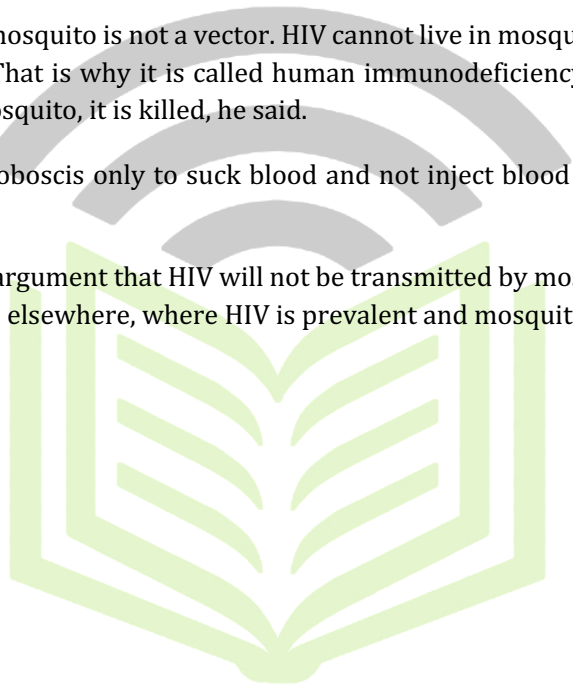 mosquito is not a vector. HIV cannot live in mosqu
That is why it is called human immunodeficiency
squito, it is killed, he said.
oboscis only to suck blood and not inject blood
argument that HIV will not be transmitted by mos
elsewhere, where HIV is prevalent and mosquit